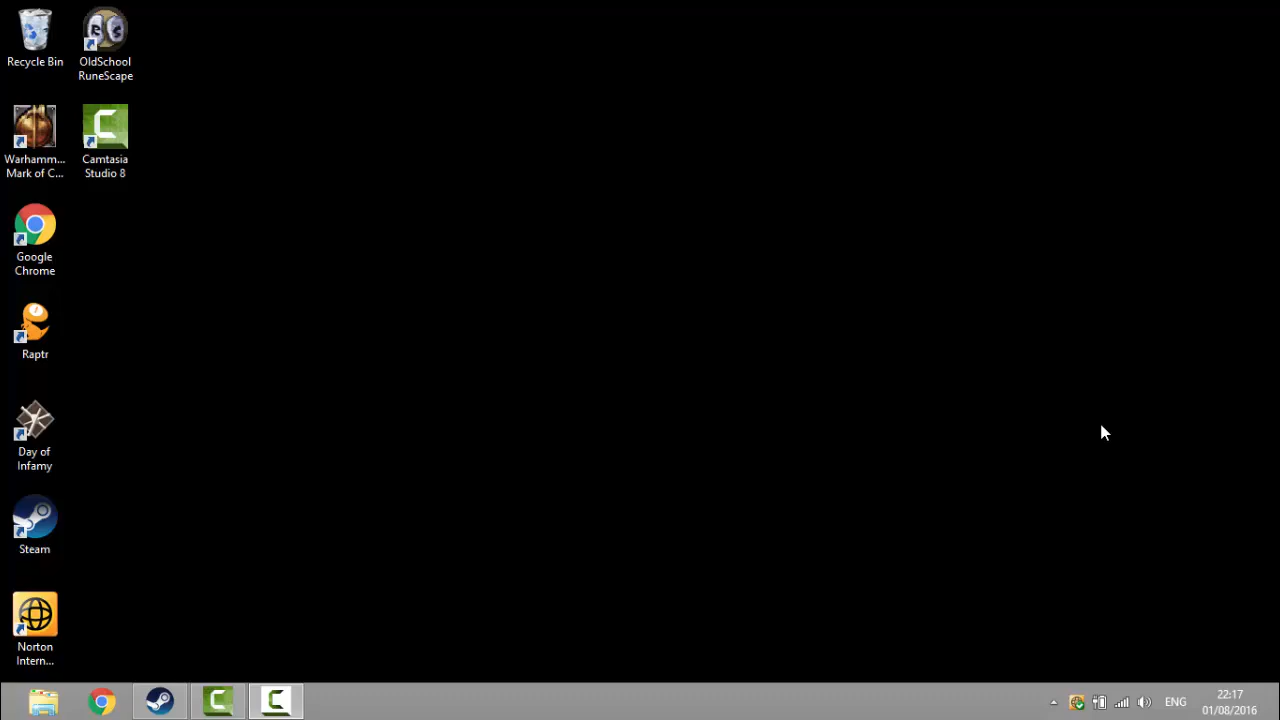 Recycle Bin
OldSchool
RuneScape
Warhamm...
Mark of C...
Camtasia
Studio 8
Google
Chrome
Raptr
Day of
Infamy
Steam
Norton
Intern...
ENG
22:17
01/08/2016